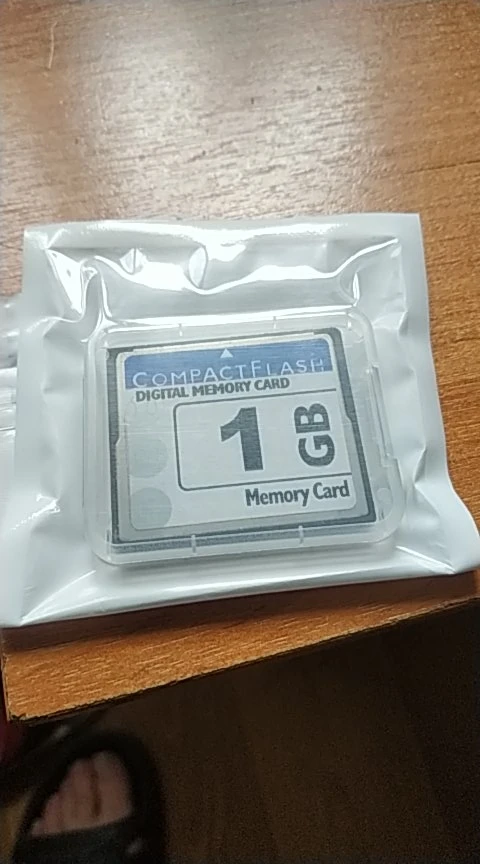 COMPACTFLASH
DIGITAL MEMORY CARD
1 GB
Memory Card